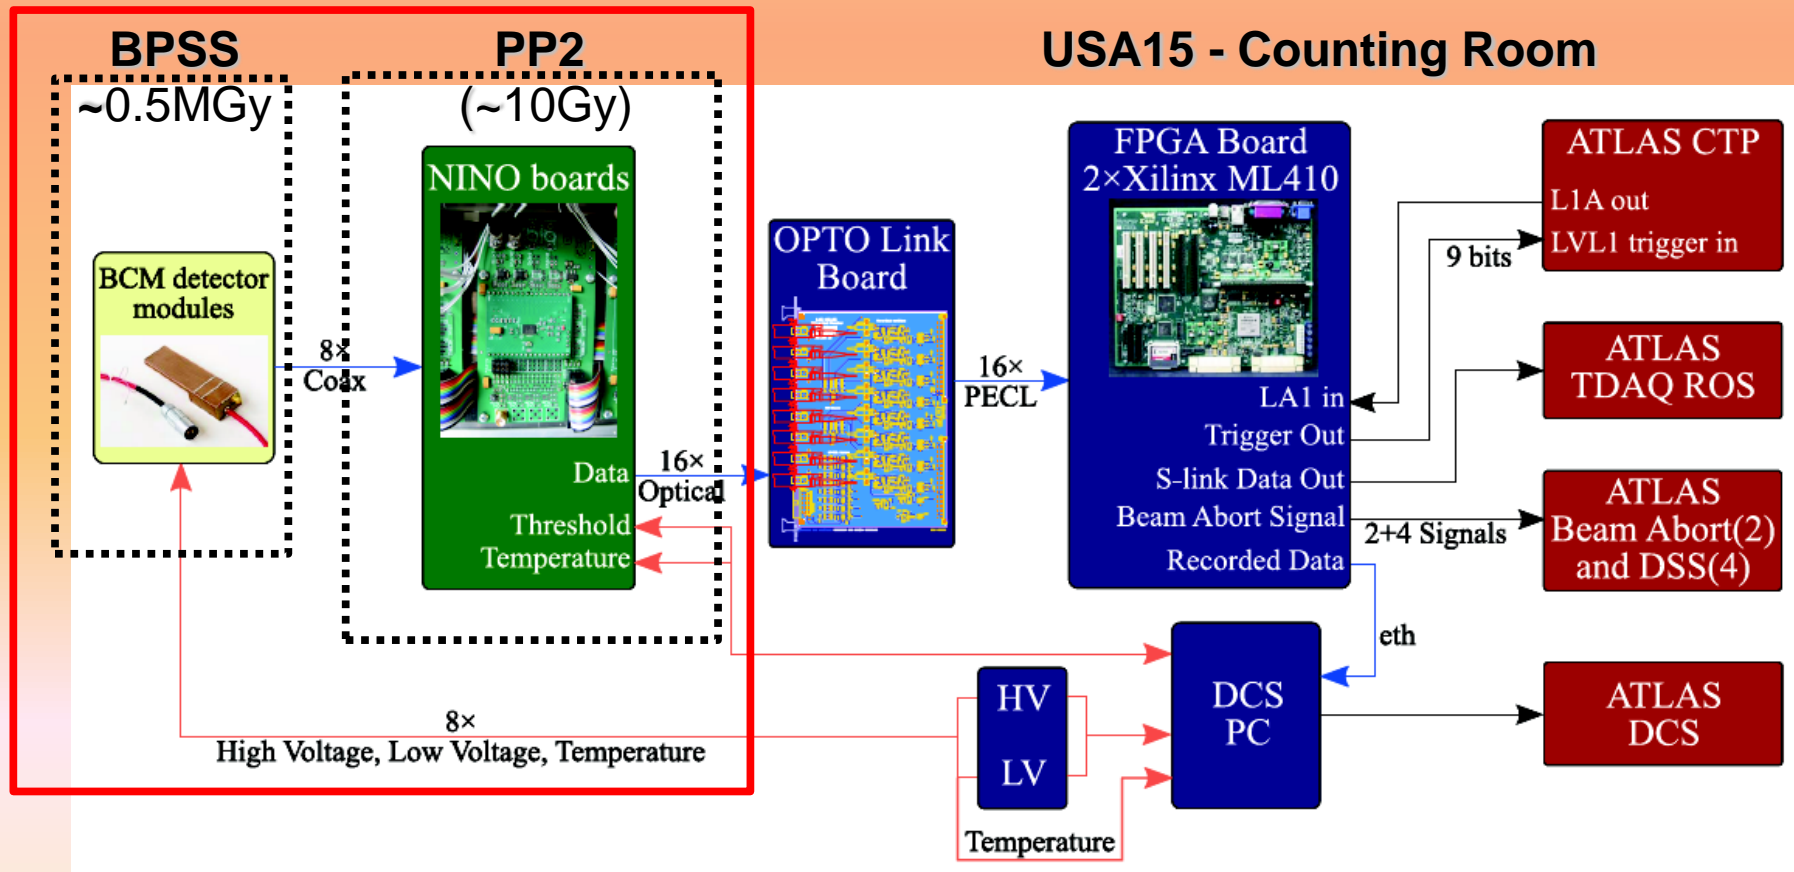 BPSS
PP2
USA15 - Counting Room
~0.5MGy
(~10Gy)
BCM detector
modules
8×
Coax
NINO boards
Data
Threshold
Temperature
16×
Optical
OPTO Link
Board
16×
PECL
FPGA Board
2×Xilinx ML410
LA1 in
Trigger Out
S-link Data Out
Beam Abort Signal
Recorded Data
9 bits
2+4 Signals
eth
ATLAS CTP
L1A out
LVL1 trigger in
ATLAS
TDAQ ROS
ATLAS
Beam Abort(2)
and DSS(4)
8×
High Voltage, Low Voltage, Temperature
HV
LV
Temperature
DCS
PC
ATLAS
DCS